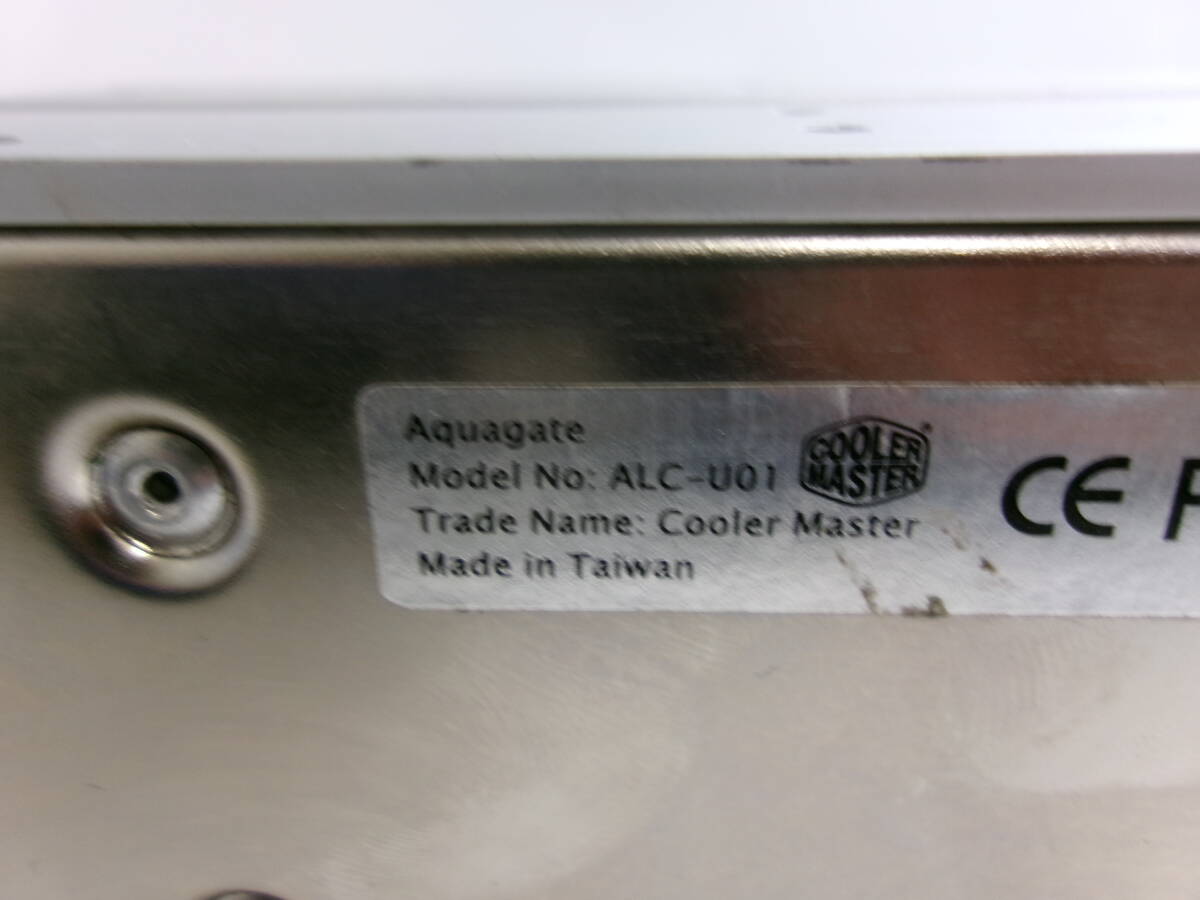 Aquagate
Model No: ALC-U01
COOLER
MASTER
Trade Name: Cooler Master
Made in Taiwan
CE F